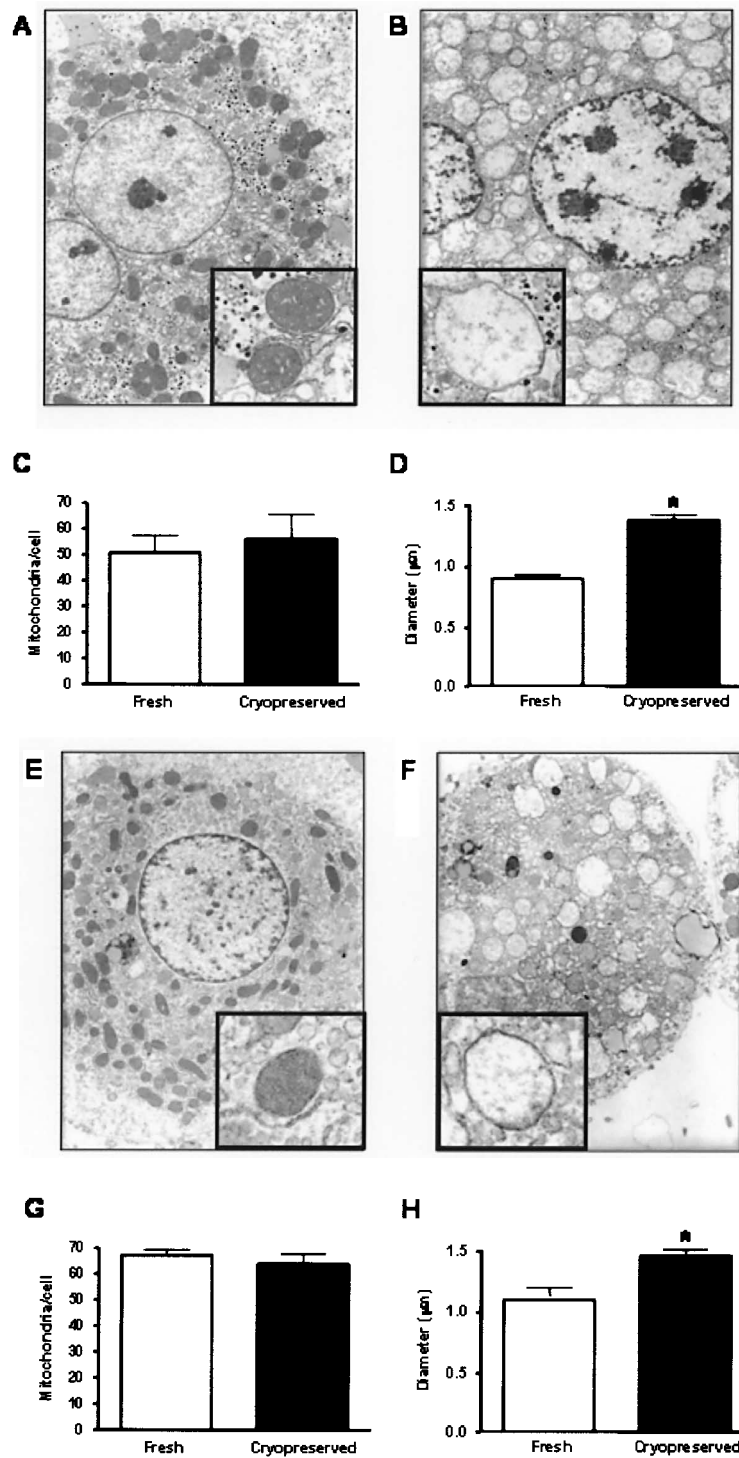 A
B
C
Mitochondria/cell
70
60
50
40
30
20
10
0
Fresh
Cryopreserved
D
*
Diameter (μm)
1.5
1.0
0.5
0.0
Fresh
Cryopreserved
E
F
G
Mitochondria/cell
70
60
50
40
30
20
10
0
Fresh
Cryopreserved
H
*
Diameter (μm)
1.5
1.0
0.5
0.0
Fresh
Cryopreserved